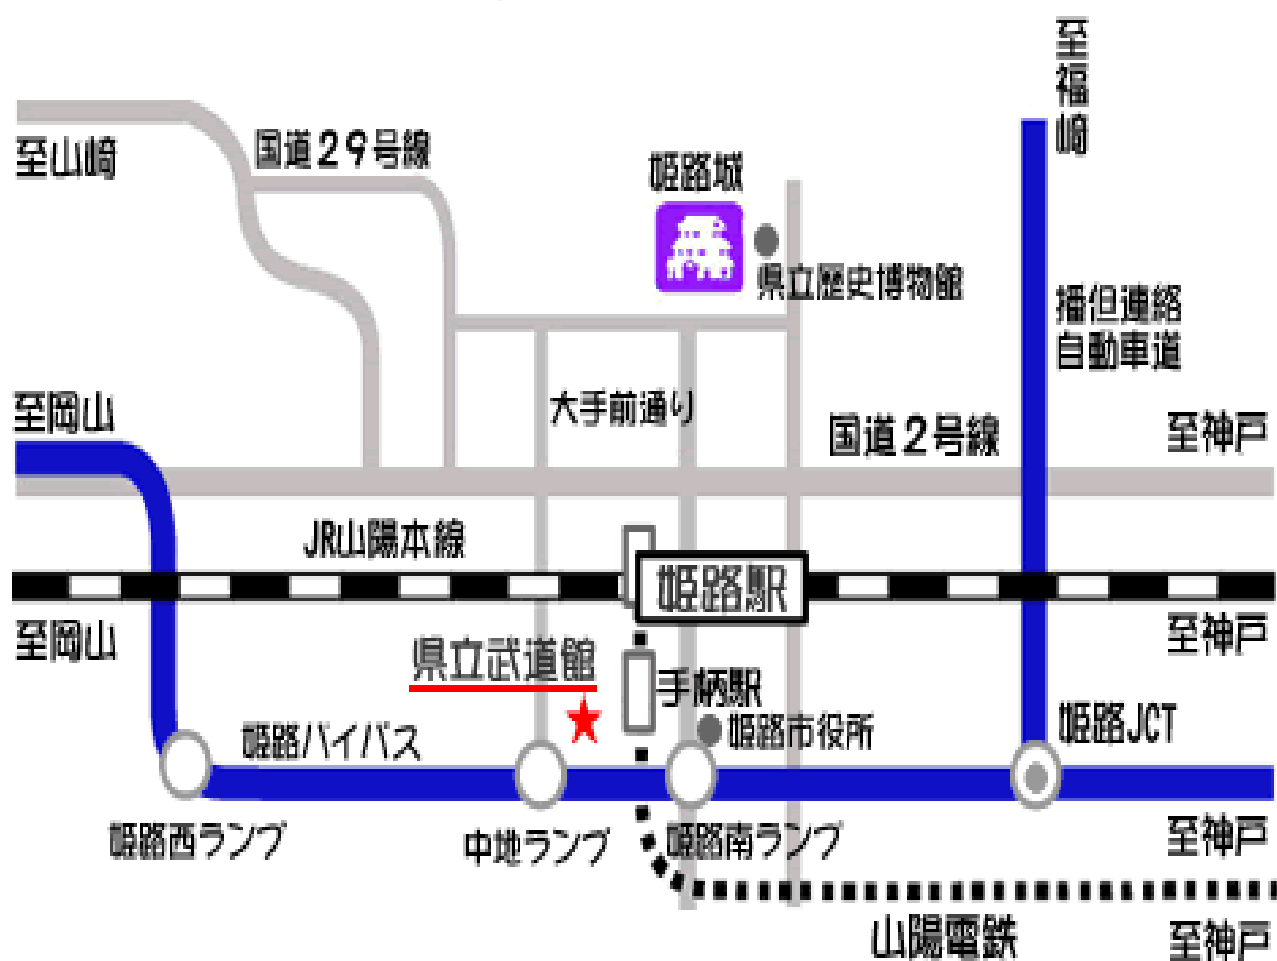 至福崎
至山崎
国道29号線
姫路城
県立歴史博物館
播但連絡
自動車道
至岡山
大手前通り
国道2号線
至神戸
JR山陽本線
姫路駅
至岡山
至神戸
県立武道館
手柄駅
姫路市役所
姫路JCT
姫路バイパス
姫路西ランプ
中地ランプ
姫路南ランプ
至神戸
山陽電鉄
至神戸